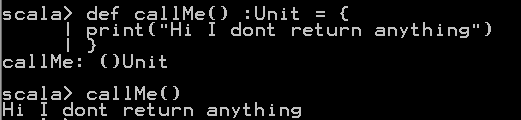 scala> def callMe() :Unit = {
     | print("Hi I dont return anything")
     | }
callMe: ()Unit
scala> callMe()
Hi I dont return anything